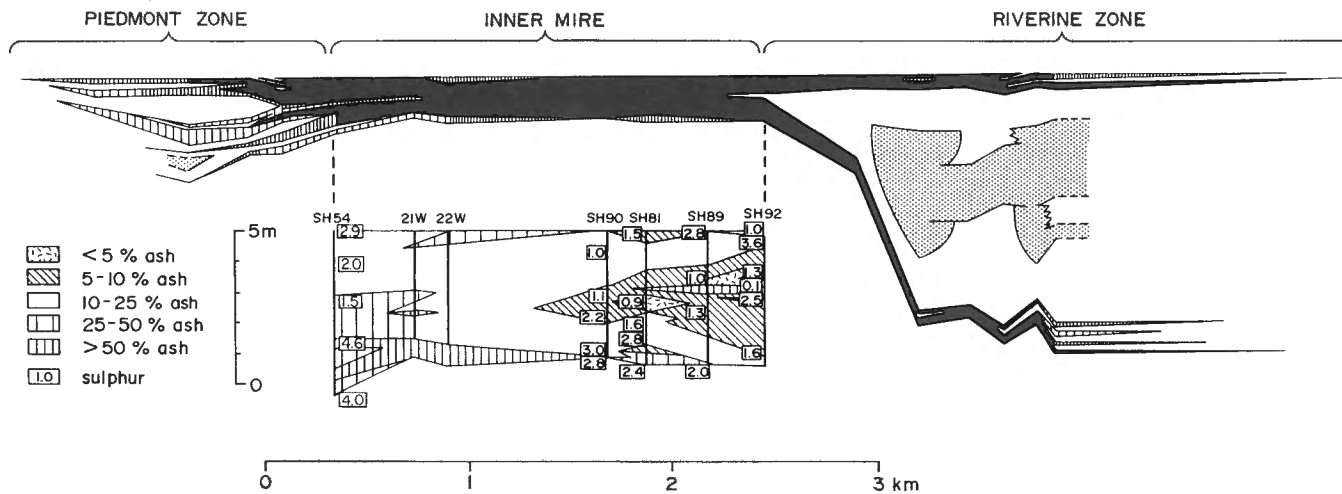 PIEDMONT ZONE INNER MIRE RIVERINE ZONE
SH54 21W 22W SH90 SH81 SH89 SH92
5m
0
2.9
2.0
1.5
4.6
4.0
1.0
1.1
2.2
3.0
2.8
1.5
0.9
1.6
2.8
2.4
2.8
1.0
1.3
2.0
1.0
3.6
1.3
0.1
2.5
1.6
<5 % ash
5-10 % ash
10-25 % ash
25-50 % ash
>50 % ash
1.0 sulphur
0 1 2 3 km